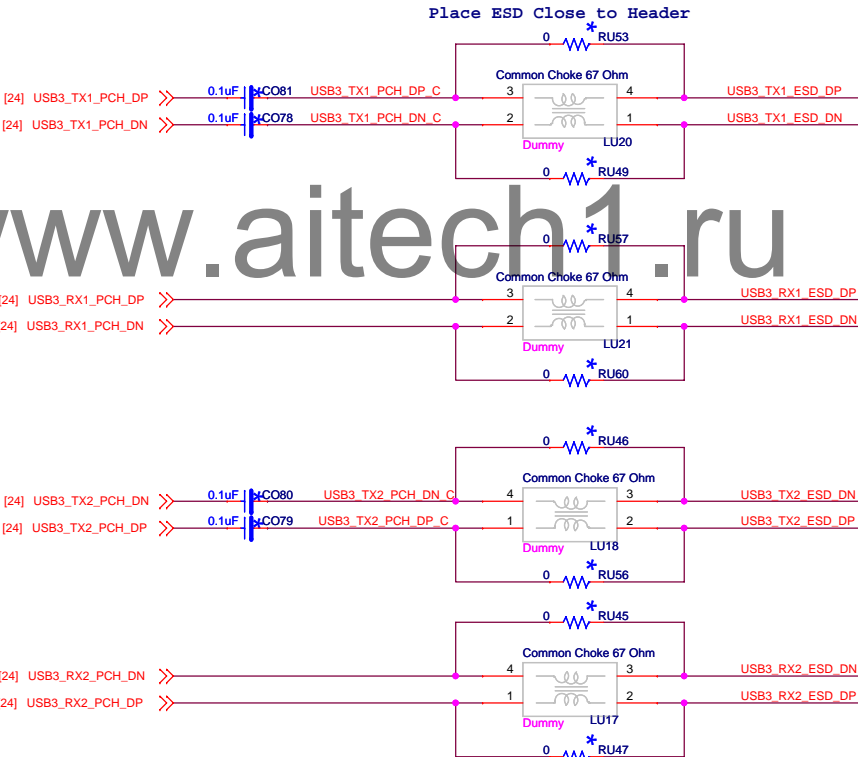 Place ESD Close to Header
0 * RU53
Common Choke 67 Ohm
[24] USB3_TX1_PCH_DP 0.1uF CO81 USB3_TX1_PCH_DP_C 3 4 USB3_TX1_ESD_DP
[24] USB3_TX1_PCH_DN 0.1uF CO78 USB3_TX1_PCH_DN_C 2 1 USB3_TX1_ESD_DN
Dummy LU20
0 * RU49
www.aitech1.ru
0 * RU57
Common Choke 67 Ohm
24] USB3_RX1_PCH_DP 3 4 USB3_RX1_ESD_DP
24] USB3_RX1_PCH_DN 2 1 USB3_RX1_ESD_DN
Dummy LU21
0 * RU60
0 * RU46
Common Choke 67 Ohm
[24] USB3_TX2_PCH_DN 0.1uF CO80 USB3_TX2_PCH_DN_C 4 3 USB3_TX2_ESD_DN
[24] USB3_TX2_PCH_DP 0.1uF CO79 USB3_TX2_PCH_DP_C 1 2 USB3_TX2_ESD_DP
Dummy LU18
0 * RU56
0 * RU45
Common Choke 67 Ohm
24] USB3_RX2_PCH_DN 4 3 USB3_RX2_ESD_DN
24] USB3_RX2_PCH_DP 1 2 USB3_RX2_ESD_DP
Dummy LU17
0 * RU47